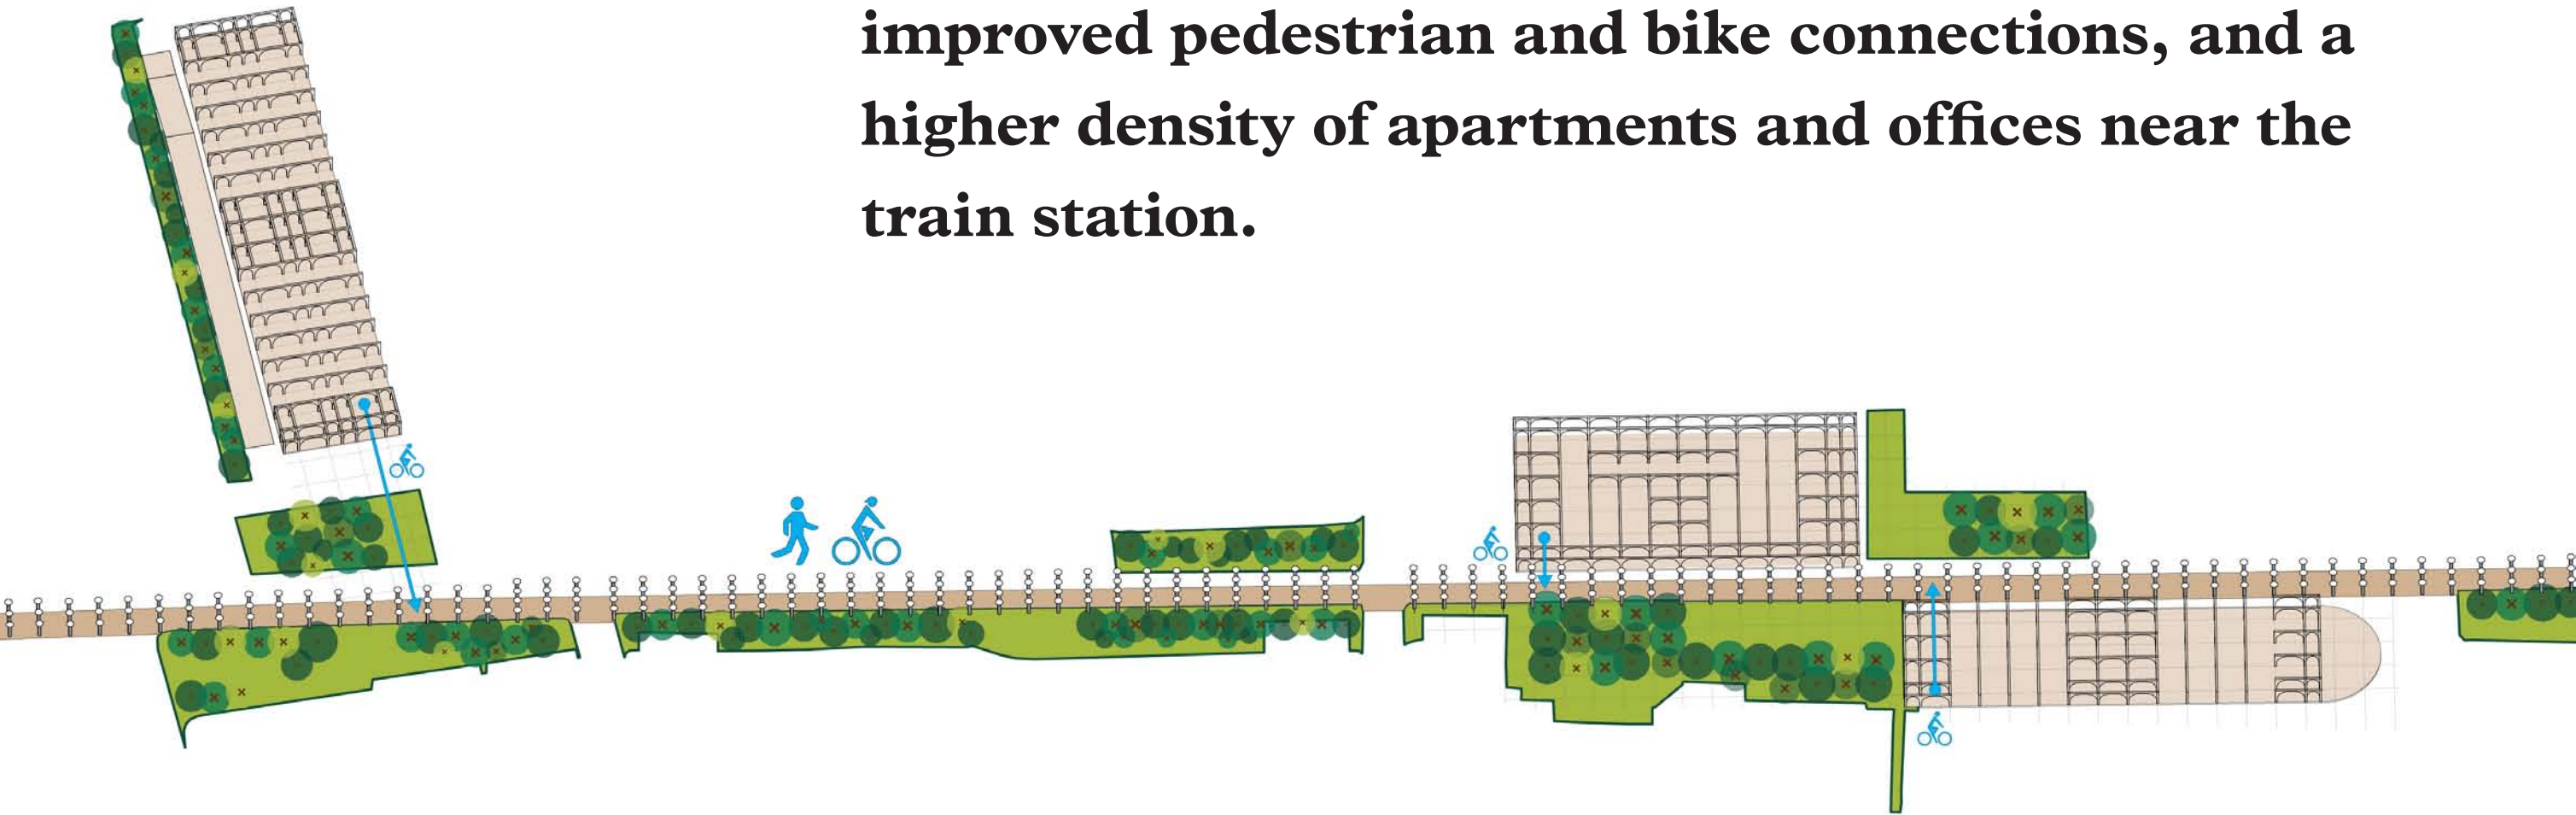 improved pedestrian and bike connections, and a
higher density of apartments and offices near the
train station.